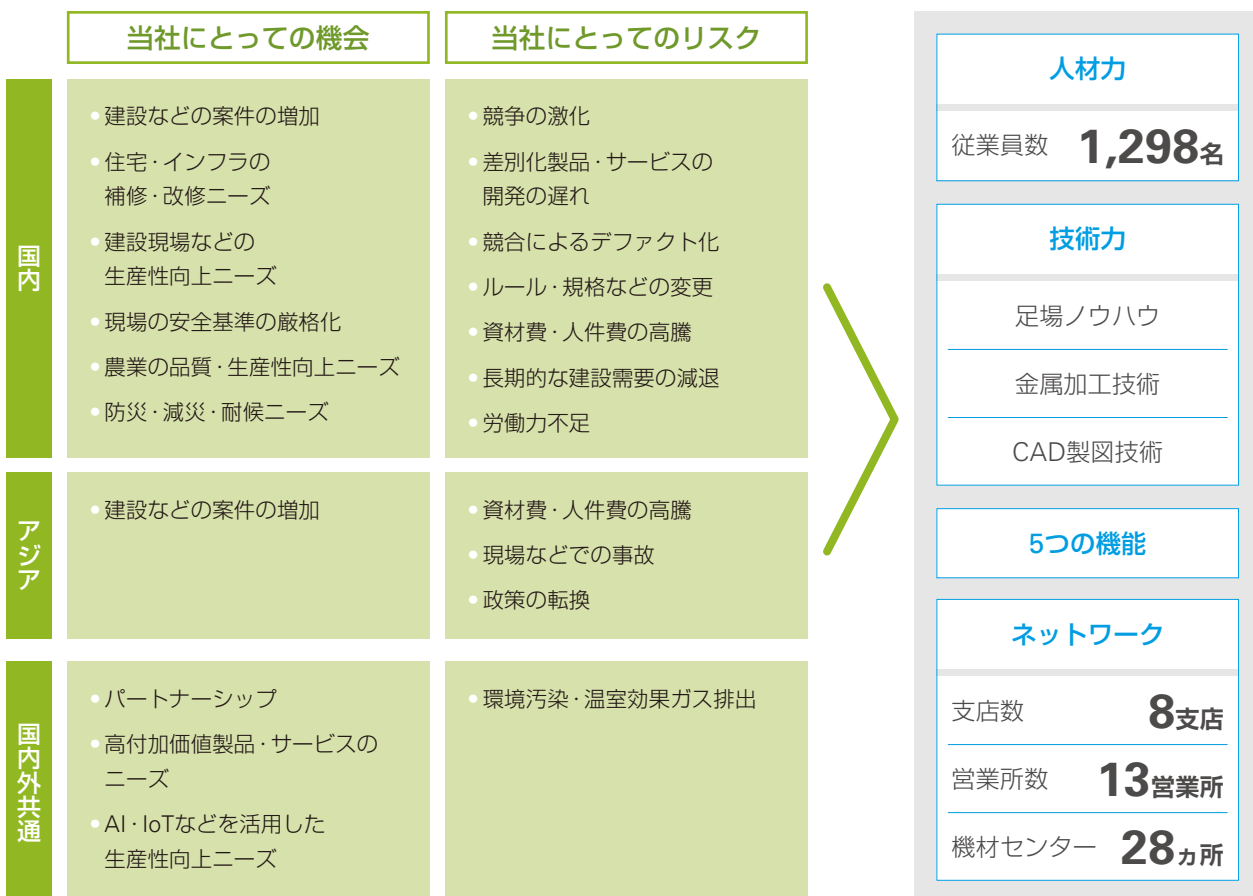 当社にとっての機会
当社にとってのリスク
国内
•建設などの案件の増加
•住宅·インフラの
補修·改修ニーズ
•建設現場などの
生産性向上ニーズ
•現場の安全基準の厳格化
•農業の品質·生産性向上ニーズ
•防災·減災·耐候ニーズ
•競争の激化
•差別化製品·サービスの
開発の遅れ
•競合によるデファクト化
•ルール·規格などの変更
•資材費·人件費の高騰
•長期的な建設需要の減退
•労働力不足
アジア
•建設などの案件の増加
•資材費·人件費の高騰
•現場などでの事故
•政策の転換
国内外共通
•パートナーシップ
•高付加価値製品·サービスの
ニーズ
•AI·IoTなどを活用した
生産性向上ニーズ
•環境汚染·温室効果ガス排出
人材力
従業員数 1,298名
技術力
足場ノウハウ
金属加工技術
CAD製図技術
5つの機能
ネットワーク
支店数 8支店
営業所数 13営業所
機材センター 28ヵ所